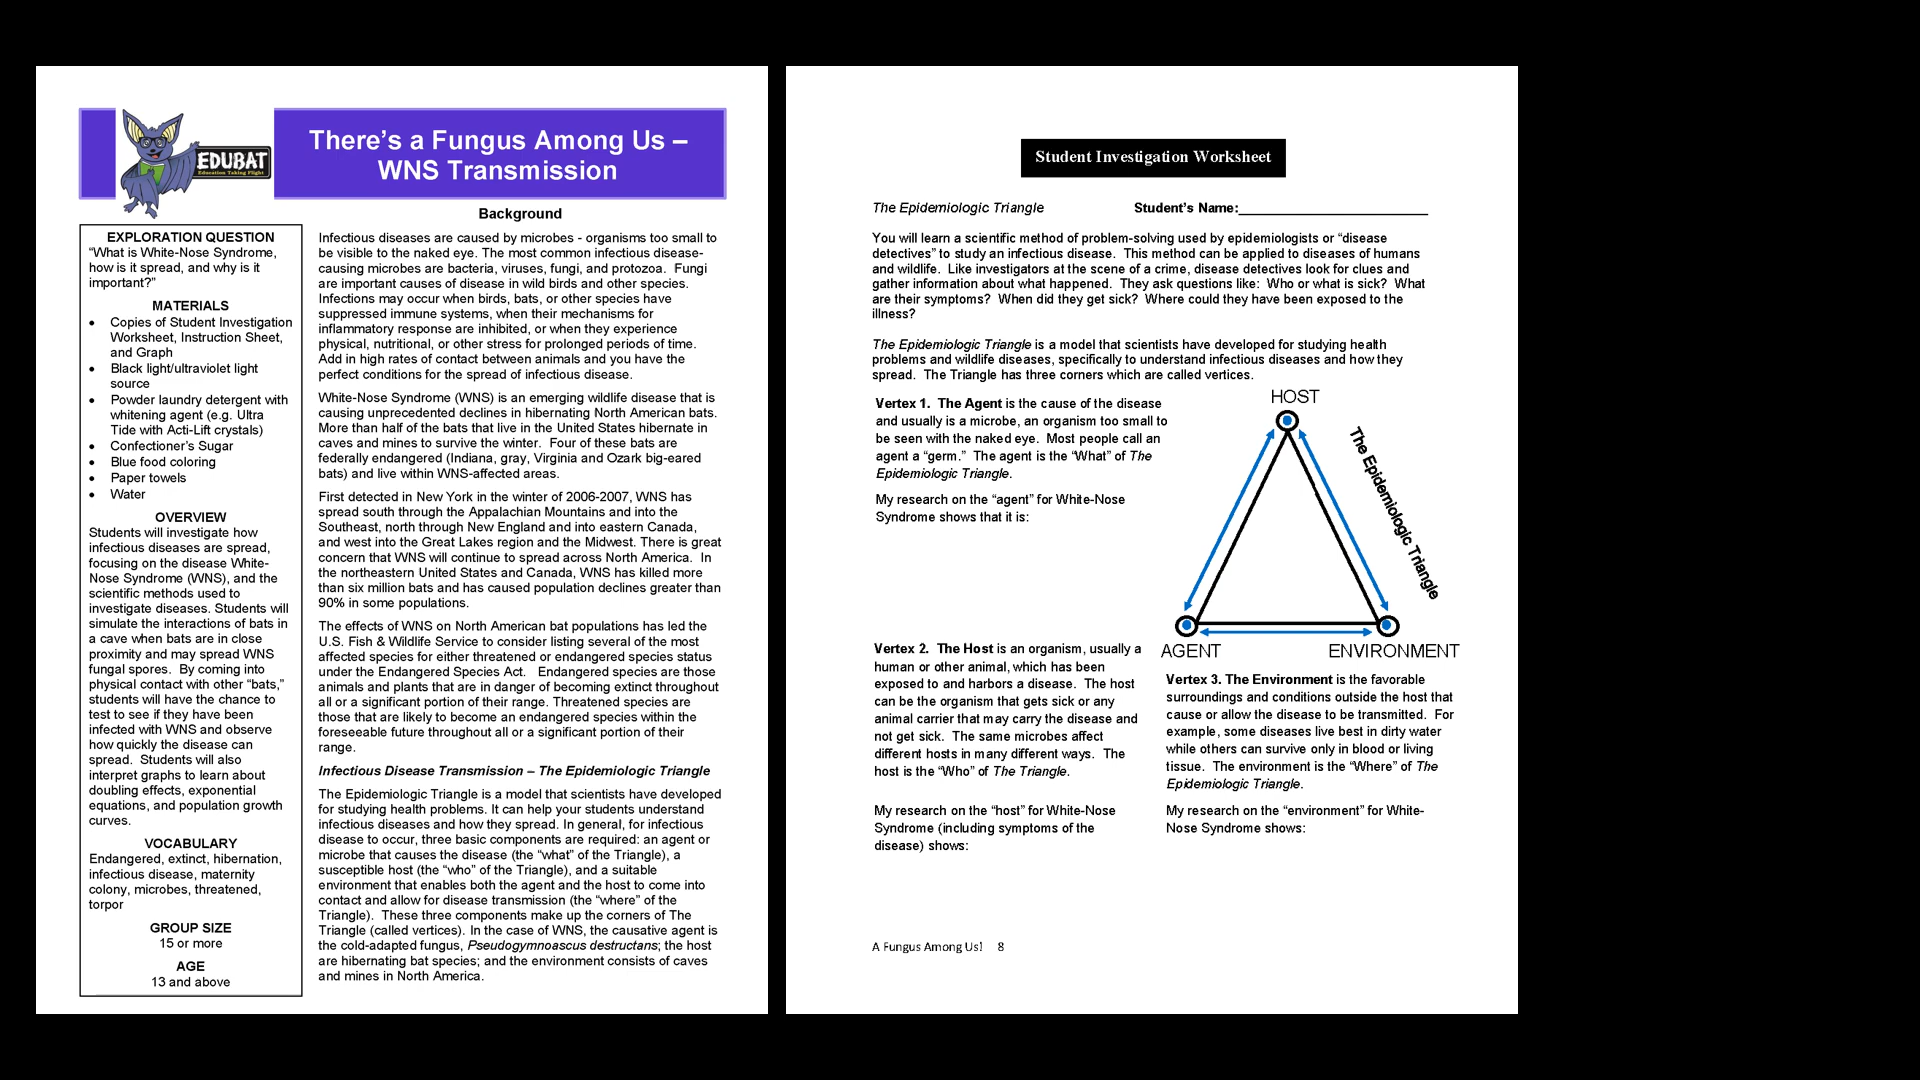 EDUBAT
Education Taking Flight
There's a Fungus Among Us –
WNS Transmission
EXPLORATION QUESTION
“What is White-Nose Syndrome,
how is it spread, and why is it
important?”
MATERIALS
• Copies of Student Investigation
Worksheet, Instruction Sheet,
and Graph
• Black light/ultraviolet light
source
• Powder laundry detergent with
whitening agent (e.g. Ultra
Tide with Acti-Lift crystals)
• Confectioner’s Sugar
• Blue food coloring
• Paper towels
• Water
OVERVIEW
Students will investigate how
infectious diseases are spread,
focusing on the disease White-
Nose Syndrome (WNS), and the
scientific methods used to
investigate diseases. Students will
simulate the interactions of bats in
a cave when bats are in close
proximity and may spread WNS
fungal spores.  By coming into
physical contact with other “bats,”
students will have the chance to
test to see if they have been
infected with WNS and observe
how quickly the disease can
spread.  Students will also
interpret graphs to learn about
doubling effects, exponential
equations, and population growth
curves.
VOCABULARY
Endangered, extinct, hibernation,
infectious disease, maternity
colony, microbes, threatened,
torpor
GROUP SIZE
15 or more
AGE
13 and above
Background
Infectious diseases are caused by microbes - organisms too small to
be visible to the naked eye. The most common infectious disease-
causing microbes are bacteria, viruses, fungi, and protozoa.  Fungi
are important causes of disease in wild birds and other species.
Infections may occur when birds, bats, or other species have
suppressed immune systems, when their mechanisms for
inflammatory response are inhibited, or when they experience
physical, nutritional, or other stress for prolonged periods of time.
Add in high rates of contact between animals and you have the
perfect conditions for the spread of infectious disease.
White-Nose Syndrome (WNS) is an emerging wildlife disease that is
causing unprecedented declines in hibernating North American bats.
More than half of the bats that live in the United States hibernate in
caves and mines to survive the winter.  Four of these bats are
federally endangered (Indiana, gray, Virginia and Ozark big-eared
bats) and live within WNS-affected areas.
First detected in New York in the winter of 2006-2007, WNS has
spread south through the Appalachian Mountains and into the
Southeast, north through New England and into eastern Canada,
and west into the Great Lakes region and the Midwest. There is great
concern that WNS will continue to spread across North America.  In
the northeastern United States and Canada, WNS has killed more
than six million bats and has caused population declines greater than
90% in some populations.
The effects of WNS on North American bat populations has led the
U.S. Fish & Wildlife Service to consider listing several of the most
affected species for either threatened or endangered species status
under the Endangered Species Act.   Endangered species are those
animals and plants that are in danger of becoming extinct throughout
all or a significant portion of their range. Threatened species are
those that are likely to become an endangered species within the
foreseeable future throughout all or a significant portion of their
range.
Infectious Disease Transmission – The Epidemiologic Triangle
The Epidemiologic Triangle is a model that scientists have developed
for studying health problems. It can help your students understand
infectious diseases and how they spread. In general, for infectious
disease to occur, three basic components are required: an agent or
microbe that causes the disease (the “what” of the Triangle), a
susceptible host (the “who” of the Triangle), and a suitable
environment that enables both the agent and the host to come into
contact and allow for disease transmission (the “where” of the
Triangle).  These three components make up the corners of The
Triangle (called vertices). In the case of WNS, the causative agent is
the cold-adapted fungus, Pseudogymnoascus destructans; the host
are hibernating bat species; and the environment consists of caves
and mines in North America.
Student Investigation Worksheet
The Epidemiologic Triangle Student’s Name:___________________________
You will learn a scientific method of problem-solving used by epidemiologists or “disease
detectives” to study an infectious disease.  This method can be applied to diseases of humans
and wildlife.  Like investigators at the scene of a crime, disease detectives look for clues and
gather information about what happened.  They ask questions like:  Who or what is sick?  What
are their symptoms?  When did they get sick?  Where could they have been exposed to the
illness?
The Epidemiologic Triangle is a model that scientists have developed for studying health
problems and wildlife diseases, specifically to understand infectious diseases and how they
spread.  The Triangle has three corners which are called vertices.
Vertex 1.  The Agent is the cause of the disease
and usually is a microbe, an organism too small to
be seen with the naked eye.  Most people call an
agent a “germ.”  The agent is the “What” of The
Epidemiologic Triangle.
My research on the “agent” for White-Nose
Syndrome shows that it is:
HOST
The Epidemiologic Triangle
AGENT
ENVIRONMENT
Vertex 2.  The Host is an organism, usually a
human or other animal, which has been
exposed to and harbors a disease.  The host
can be the organism that gets sick or any
animal carrier that may carry the disease and
not get sick.  The same microbes affect
different hosts in many different ways.  The
host is the “Who” of The Triangle.
My research on the “host” for White-Nose
Syndrome (including symptoms of the
disease) shows:
Vertex 3. The Environment is the favorable
surroundings and conditions outside the host that
cause or allow the disease to be transmitted.  For
example, some diseases live best in dirty water
while others can survive only in blood or living
tissue.  The environment is the “Where” of The
Epidemiologic Triangle.
My research on the “environment” for White-
Nose Syndrome shows:
A Fungus Among Us! 8